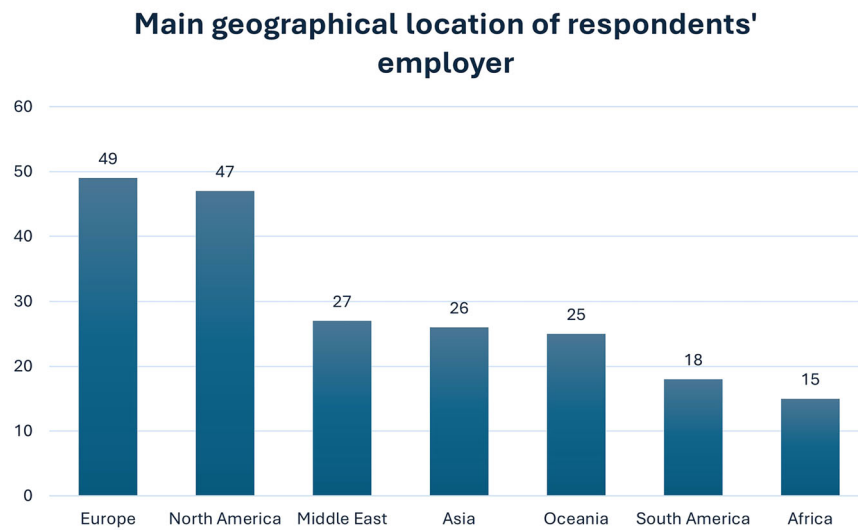 Main geographical location of respondents'
employer
60
50
40
30
20
10
0
49
47
27
26
25
18
15
Europe
North America
Middle East
Asia
Oceania
South America
Africa